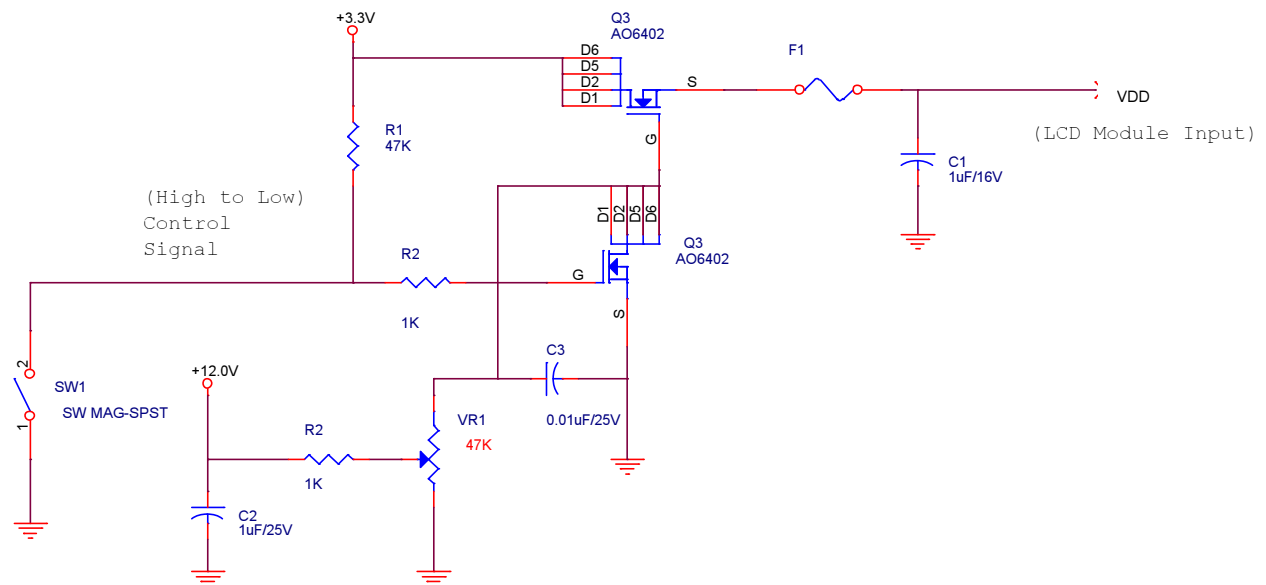 +3.3V
Q3
AO6402
D6
D5
D2
D1
S
G
F1
VDD
(LCD Module Input)
R1
47K
C1
1uF/16V
(High to Low)
Control
Signal
D1
D2
D5
D6
Q3
AO6402
R2
1K
G
S
2
1
SW1
SW MAG-SPST
+12.0V
C3
0.01uF/25V
VR1
47K
R2
1K
C2
1uF/25V